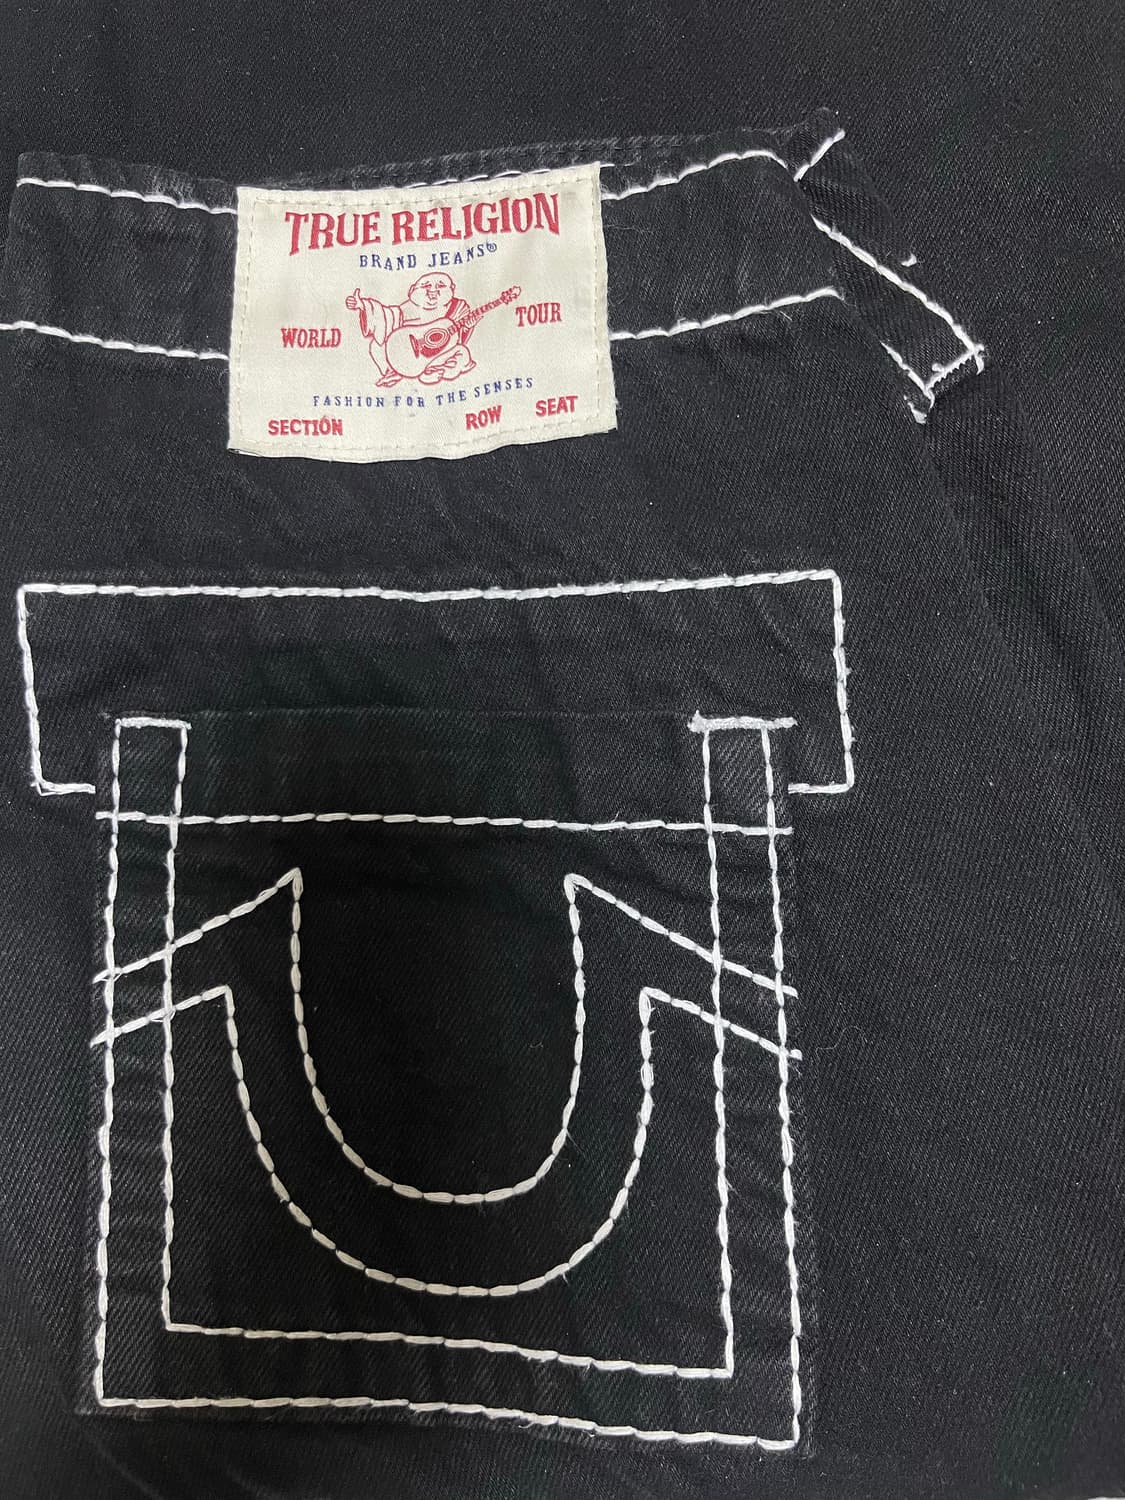 TRUE RELIGION
BRAND JEANS®
WORLD TOUR
FASHION FOR THE SENSES
SECTION ROW SEAT